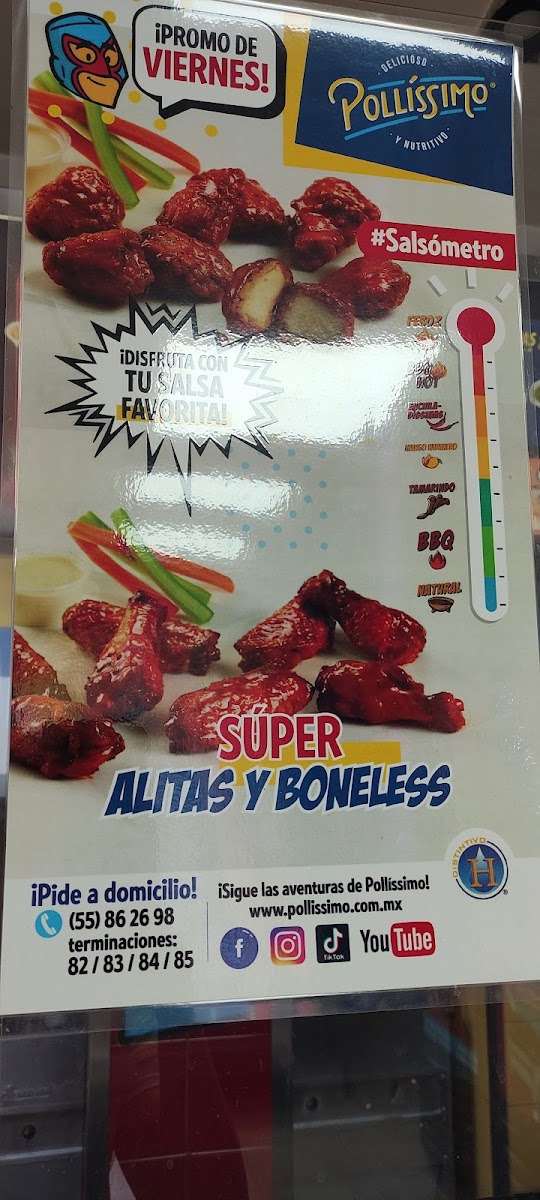 ¡PROMO DE
VIERNES!
· DELICIOSO ·
POLLÍSSIMO®
· Y NUTRITIVO ·
#Salsómetro
FEROZ
¡DISFRUTA CON
TU SALSA
FAVORITA!
HOT
MANGO HABANERO
TAMARINDO
BBQ
NATURAL
SÚPER
ALITAS Y BONELESS
DISTINTIVO
H®
¡Pide a domicilio!
(55) 86 26 98
terminaciones:
82 / 83 / 84 / 85
¡Sigue las aventuras de Pollíssimo!
www.pollissimo.com.mx
f
TikTok
YouTube